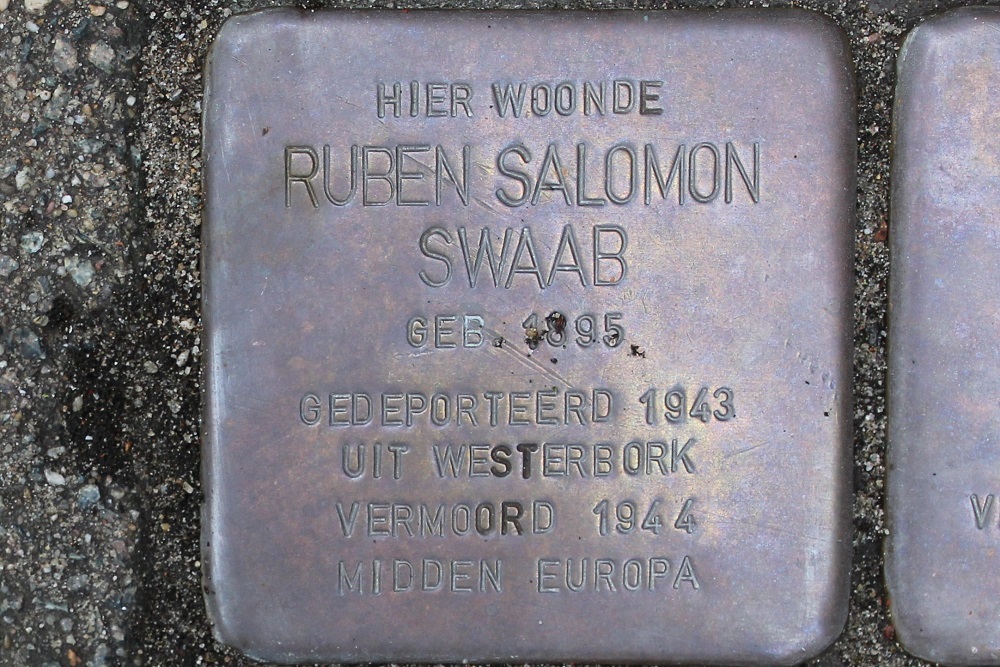 HIER WOONDE
RUBEN SALOMON
SWAAB
GEB. 1895
GEDEPORTEERD 1943
UIT WESTERBORK
VERMOORD 1944
MIDDEN EUROPA